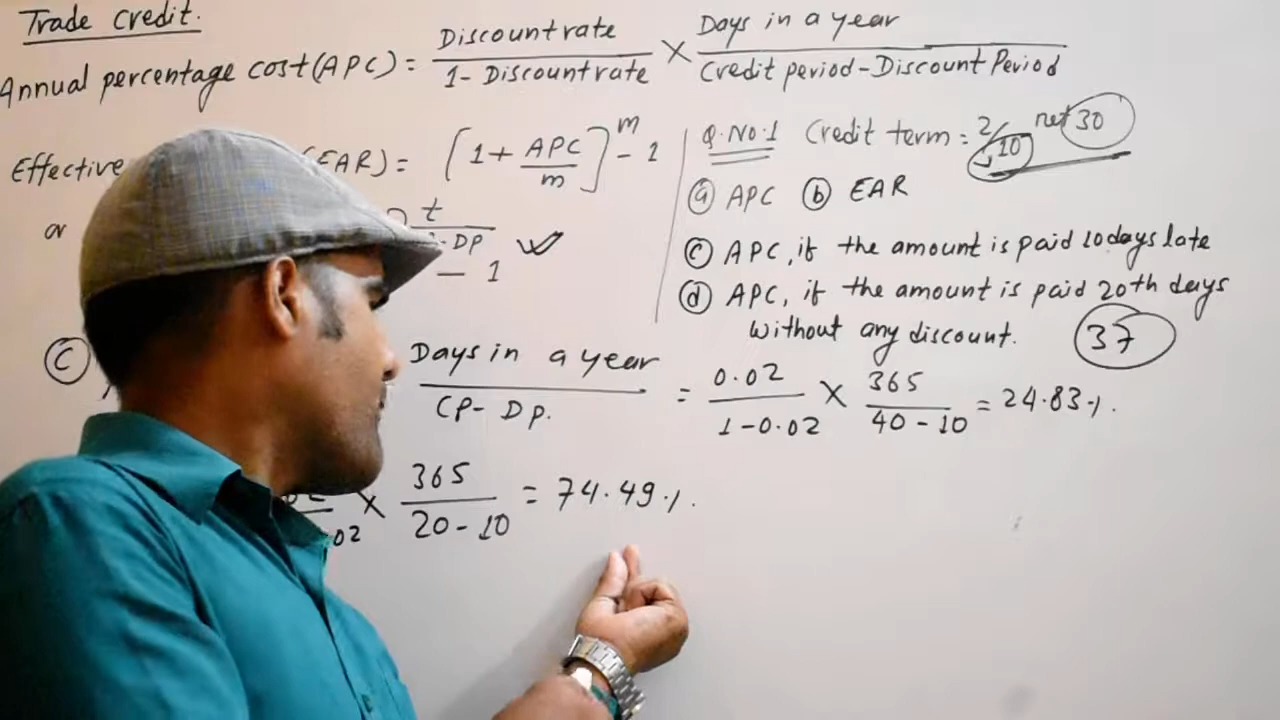 Trade Credit.
Annual percentage cost (APC) = Discount rate / 1 - Discount rate × Days in a year / Credit period - Discount Period
Effective (EAR) = [1 + APC / m]^m - 1
or t / - DP - 1
Q.No.1 Credit term : 2/10 net 30
(a) APC (b) EAR
(c) APC, if the amount is paid 10 days late
(d) APC, if the amount is paid 20th days
without any discount. 37
(C) Days in a year / CP - DP. = 0.02 / 1 - 0.02 × 365 / 40 - 10 = 24.83%.
02 × 365 / 20 - 10 = 74.49%.